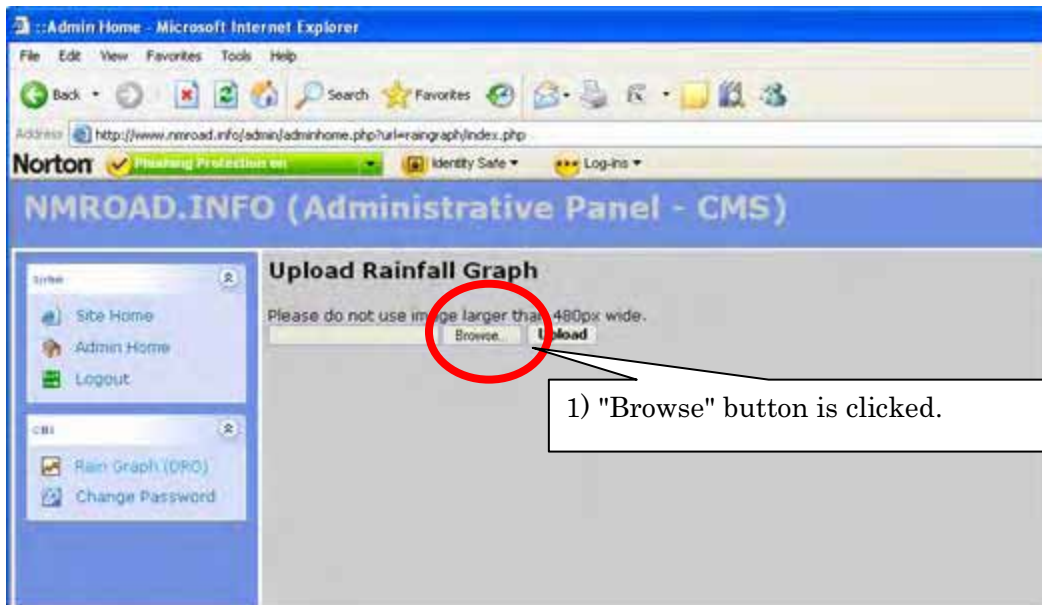 ::Admin Home - Microsoft Internet Explorer
File Edit View Favorites Tools Help
Back Search Favorites
Address http://www.nmroad.info/admin/adminhome.php?url=raingraph/index.php
Norton Phishing Protection on Identity Safe Log-ins
NMROAD.INFO (Administrative Panel - CMS)
Upload Rainfall Graph
Please do not use image larger than 480px wide.
Browse... Upload
1) "Browse" button is clicked.
Site Home
Admin Home
Logout
Rain Graph (DRO)
Change Password